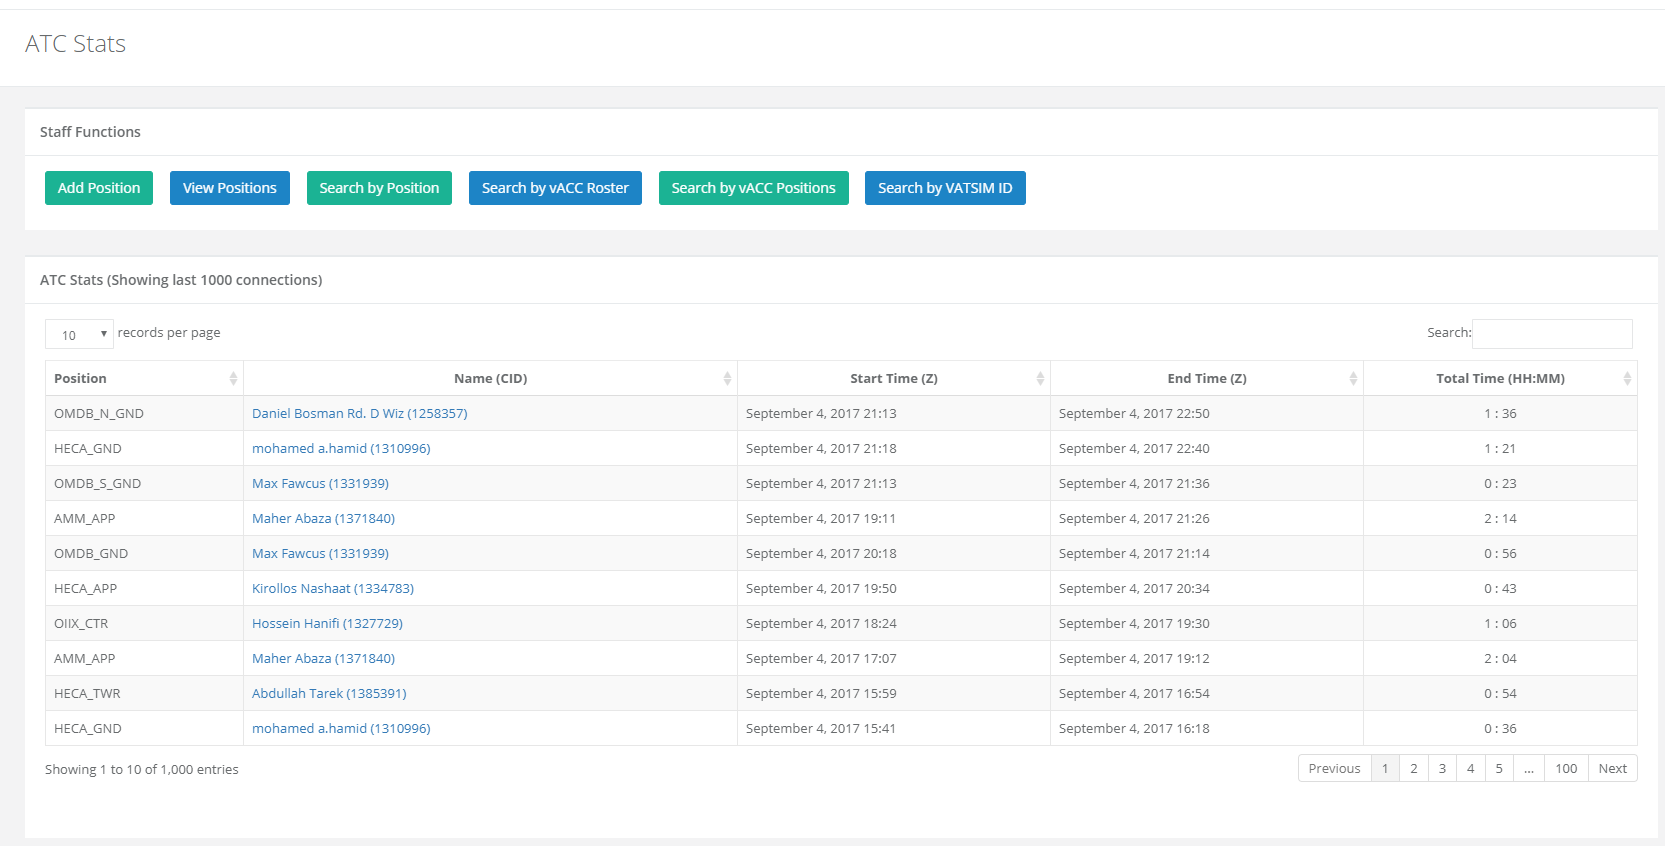 ATC Stats
Staff Functions
Add Position View Positions Search by Position Search by vACC Roster Search by vACC Positions Search by VATSIM ID
ATC Stats (Showing last 1000 connections)
10 records per page Search:
Position Name (CID) Start Time (Z) End Time (Z) Total Time (HH:MM)
OMDB_N_GND Daniel Bosman Rd. D Wiz (1258357) September 4, 2017 21:13 September 4, 2017 22:50 1 : 36
HECA_GND mohamed a.hamid (1310996) September 4, 2017 21:18 September 4, 2017 22:40 1 : 21
OMDB_S_GND Max Fawcus (1331939) September 4, 2017 21:13 September 4, 2017 21:36 0 : 23
AMM_APP Maher Abaza (1371840) September 4, 2017 19:11 September 4, 2017 21:26 2 : 14
OMDB_GND Max Fawcus (1331939) September 4, 2017 20:18 September 4, 2017 21:14 0 : 56
HECA_APP Kirollos Nashaat (1334783) September 4, 2017 19:50 September 4, 2017 20:34 0 : 43
OIIX_CTR Hossein Hanifi (1327729) September 4, 2017 18:24 September 4, 2017 19:30 1 : 06
AMM_APP Maher Abaza (1371840) September 4, 2017 17:07 September 4, 2017 19:12 2 : 04
HECA_TWR Abdullah Tarek (1385391) September 4, 2017 15:59 September 4, 2017 16:54 0 : 54
HECA_GND mohamed a.hamid (1310996) September 4, 2017 15:41 September 4, 2017 16:18 0 : 36
Showing 1 to 10 of 1,000 entries Previous 1 2 3 4 5 ... 100 Next